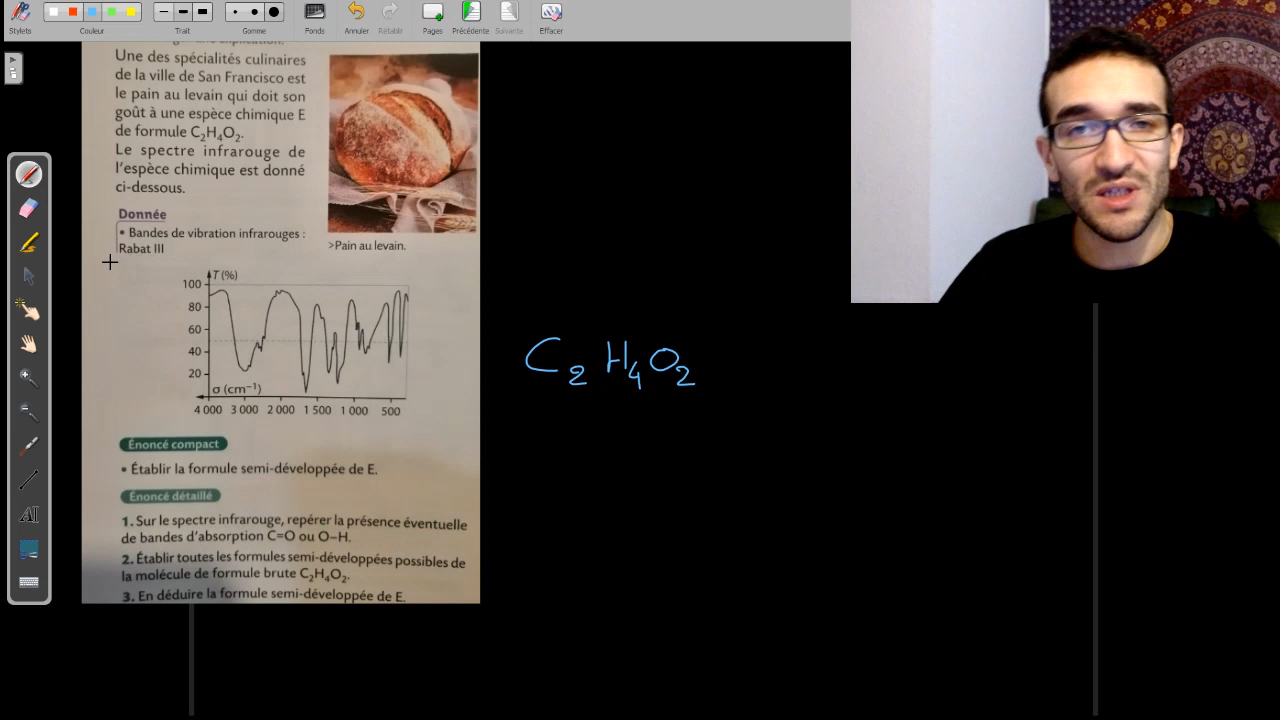 Stylets Couleur Trait Gomme Fonds Annuler Rétablir Pages Précédente Suivante Effacer
Une des spécialités culinaires
de la ville de San Francisco est
le pain au levain qui doit son
goût à une espèce chimique E
de formule C₂H₄O₂.
Le spectre infrarouge de
l'espèce chimique est donné
ci-dessous.
Donnée
• Bandes de vibration infrarouges :
Rabat III
>Pain au levain.
T (%)
100
80
60
40
20
σ (cm⁻¹)
4 000 3 000 2 000 1 500 1 000 500
C₂H₄O₂
Énoncé compact
• Établir la formule semi-développée de E.
Énoncé détaillé
1. Sur le spectre infrarouge, repérer la présence éventuelle
de bandes d'absorption C=O ou O–H.
2. Établir toutes les formules semi-développées possibles de
la molécule de formule brute C₂H₄O₂.
3. En déduire la formule semi-développée de E.
AI